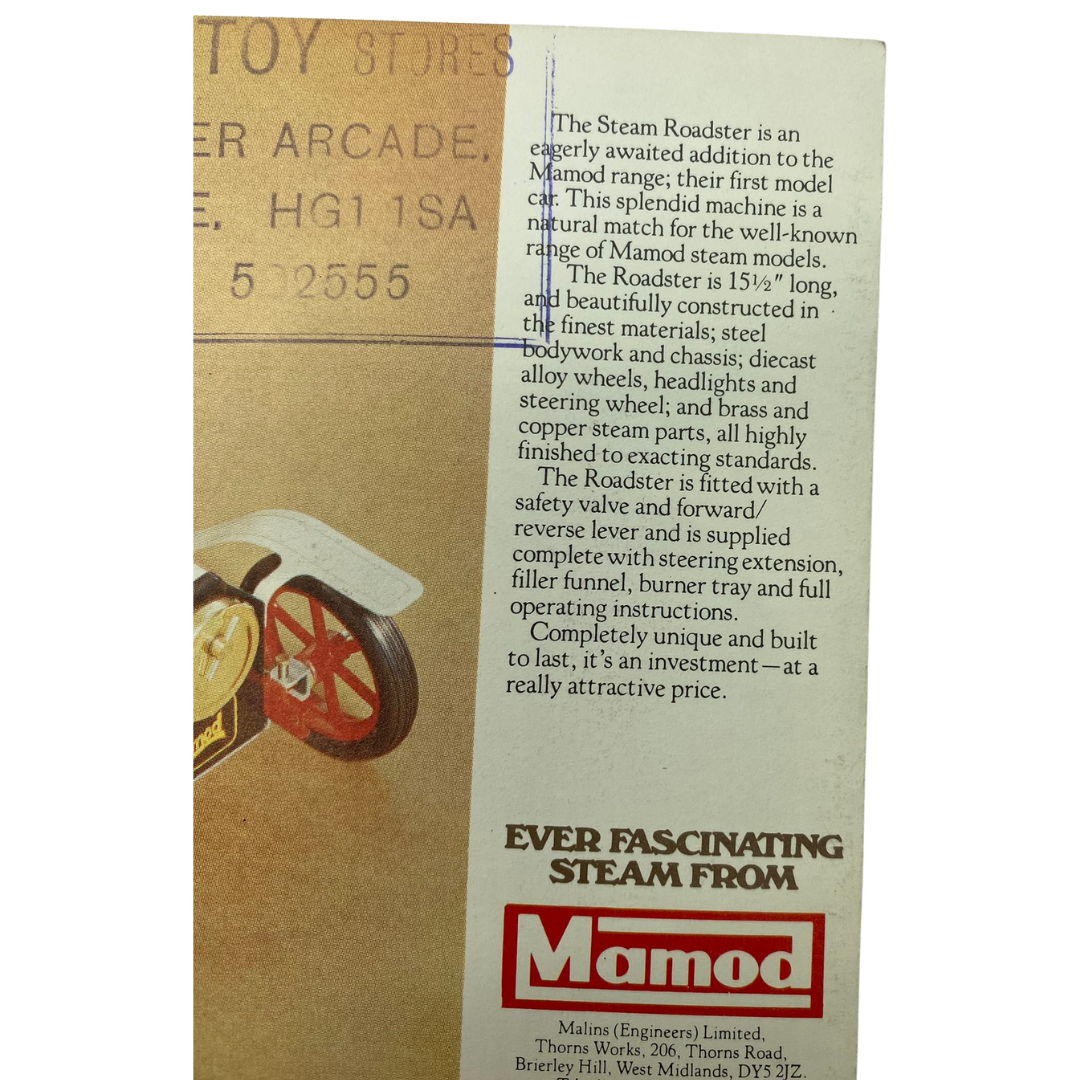 TOY STORES
ER ARCADE,
E, HG1 1SA
2555
The Steam Roadster is an
eagerly awaited addition to the
Mamod range; their first model
car. This splendid machine is a
natural match for the well-known
range of Mamod steam models.
The Roadster is 15½" long,
and beautifully constructed in
the finest materials; steel
bodywork and chassis; diecast
alloy wheels, headlights and
steering wheel; and brass and
copper steam parts, all highly
finished to exacting standards.
The Roadster is fitted with a
safety valve and forward/
reverse lever and is supplied
complete with steering extension,
filler funnel, burner tray and full
operating instructions.
Completely unique and built
to last, it's an investment—at a
really attractive price.
EVER FASCINATING
STEAM FROM
Mamod
Malins (Engineers) Limited,
Thorns Works, 206, Thorns Road,
Brierley Hill, West Midlands, DY5 2JZ.